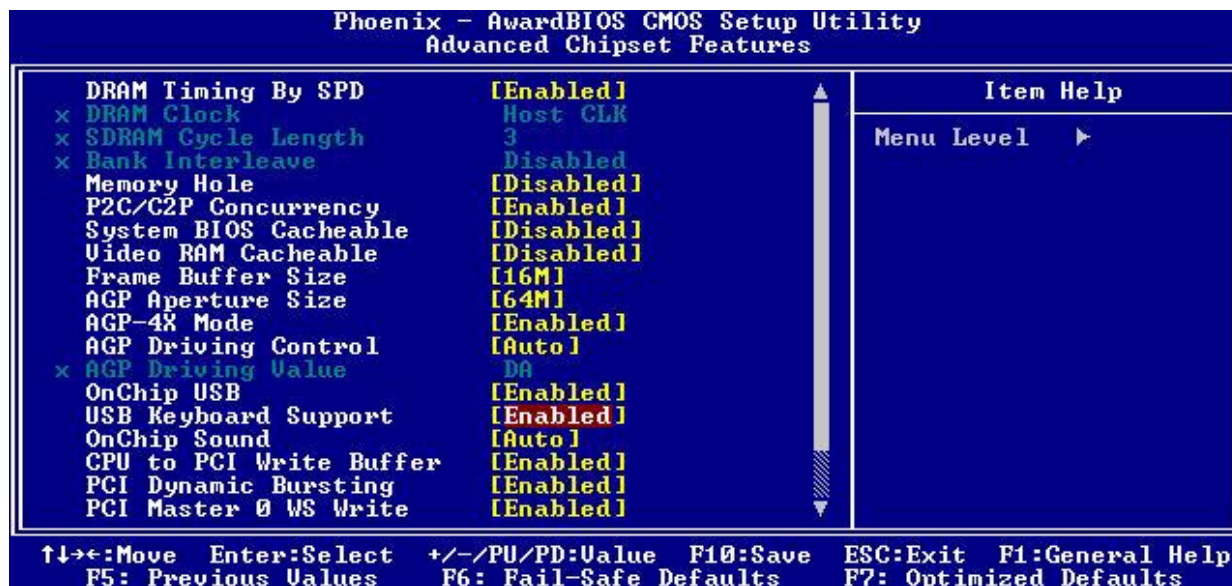 Phoenix - AwardBIOS CMOS Setup Utility
Advanced Chipset Features
DRAM Timing By SPD [Enabled]
x DRAM Clock Host CLK
x SDRAM Cycle Length 3
x Bank Interleave Disabled
Memory Hole [Disabled]
P2C/C2P Concurrency [Enabled]
System BIOS Cacheable [Disabled]
Video RAM Cacheable [Disabled]
Frame Buffer Size [16M]
AGP Aperture Size [64M]
AGP-4X Mode [Enabled]
AGP Driving Control [Auto]
x AGP Driving Value DA
OnChip USB [Enabled]
USB Keyboard Support [Enabled]
OnChip Sound [Auto]
CPU to PCI Write Buffer [Enabled]
PCI Dynamic Bursting [Enabled]
PCI Master 0 WS Write [Enabled]
Item Help
Menu Level ►
↑↓→←:Move Enter:Select +/-/PU/PD:Value F10:Save ESC:Exit F1:General Help
F5: Previous Values F6: Fail-Safe Defaults F7: Optimized Defaults